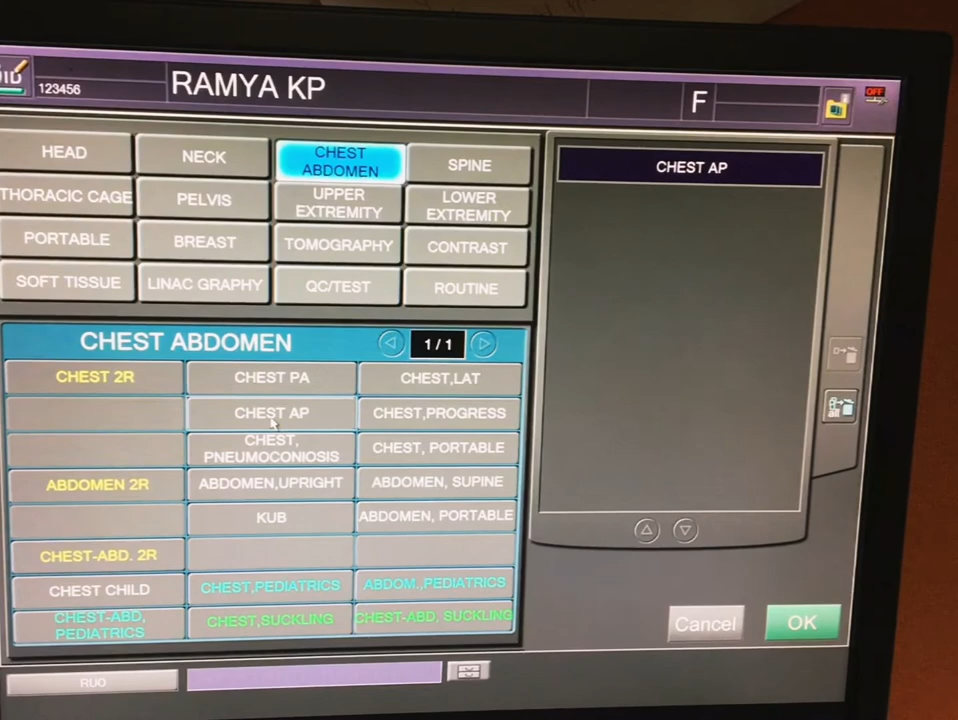 ID
123456
RAMYA KP
F
OFF
HEAD
NECK
CHEST
ABDOMEN
SPINE
THORACIC CAGE
PELVIS
UPPER
EXTREMITY
LOWER
EXTREMITY
PORTABLE
BREAST
TOMOGRAPHY
CONTRAST
SOFT TISSUE
LINAC GRAPHY
QC/TEST
ROUTINE
CHEST AP
CHEST ABDOMEN
1/1
CHEST 2R
CHEST PA
CHEST,LAT
CHEST AP
CHEST,PROGRESS
CHEST,
PNEUMOCONIOSIS
CHEST, PORTABLE
ABDOMEN 2R
ABDOMEN,UPRIGHT
ABDOMEN, SUPINE
KUB
ABDOMEN, PORTABLE
CHEST-ABD. 2R
CHEST CHILD
CHEST,PEDIATRICS
ABDOM.,PEDIATRICS
CHEST-ABD,
PEDIATRICS
CHEST,SUCKLING
CHEST-ABD, SUCKLING
all
Cancel
OK
RUO